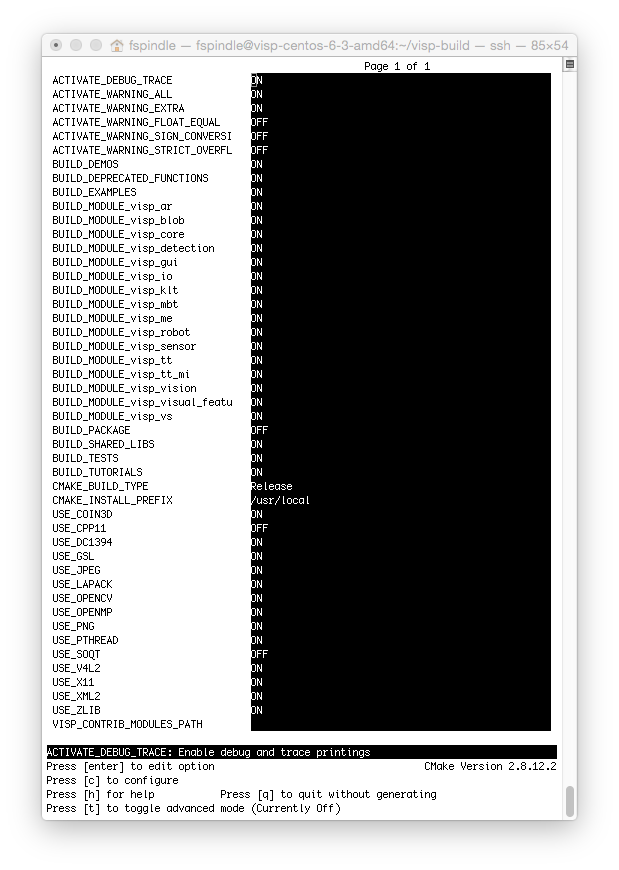 fspindle — fspindle@visp-centos-6-3-amd64:~/visp-build — ssh — 85×54
Page 1 of 1
ACTIVATE_DEBUG_TRACE ON
ACTIVATE_WARNING_ALL ON
ACTIVATE_WARNING_EXTRA ON
ACTIVATE_WARNING_FLOAT_EQUAL OFF
ACTIVATE_WARNING_SIGN_CONVERSI OFF
ACTIVATE_WARNING_STRICT_OVERFL OFF
BUILD_DEMOS ON
BUILD_DEPRECATED_FUNCTIONS ON
BUILD_EXAMPLES ON
BUILD_MODULE_visp_ar ON
BUILD_MODULE_visp_blob ON
BUILD_MODULE_visp_core ON
BUILD_MODULE_visp_detection ON
BUILD_MODULE_visp_gui ON
BUILD_MODULE_visp_io ON
BUILD_MODULE_visp_klt ON
BUILD_MODULE_visp_mbt ON
BUILD_MODULE_visp_me ON
BUILD_MODULE_visp_robot ON
BUILD_MODULE_visp_sensor ON
BUILD_MODULE_visp_tt ON
BUILD_MODULE_visp_tt_mi ON
BUILD_MODULE_visp_vision ON
BUILD_MODULE_visp_visual_featu ON
BUILD_MODULE_visp_vs ON
BUILD_PACKAGE OFF
BUILD_SHARED_LIBS ON
BUILD_TESTS ON
BUILD_TUTORIALS ON
CMAKE_BUILD_TYPE Release
CMAKE_INSTALL_PREFIX /usr/local
USE_COIN3D ON
USE_CPP11 OFF
USE_DC1394 ON
USE_GSL ON
USE_JPEG ON
USE_LAPACK ON
USE_OPENCV ON
USE_OPENMP ON
USE_PNG ON
USE_PTHREAD ON
USE_SOQT OFF
USE_V4L2 ON
USE_X11 ON
USE_XML2 ON
USE_ZLIB ON
VISP_CONTRIB_MODULES_PATH
ACTIVATE_DEBUG_TRACE: Enable debug and trace printings
Press [enter] to edit option CMake Version 2.8.12.2
Press [c] to configure
Press [h] for help Press [q] to quit without generating
Press [t] to toggle advanced mode (Currently Off)